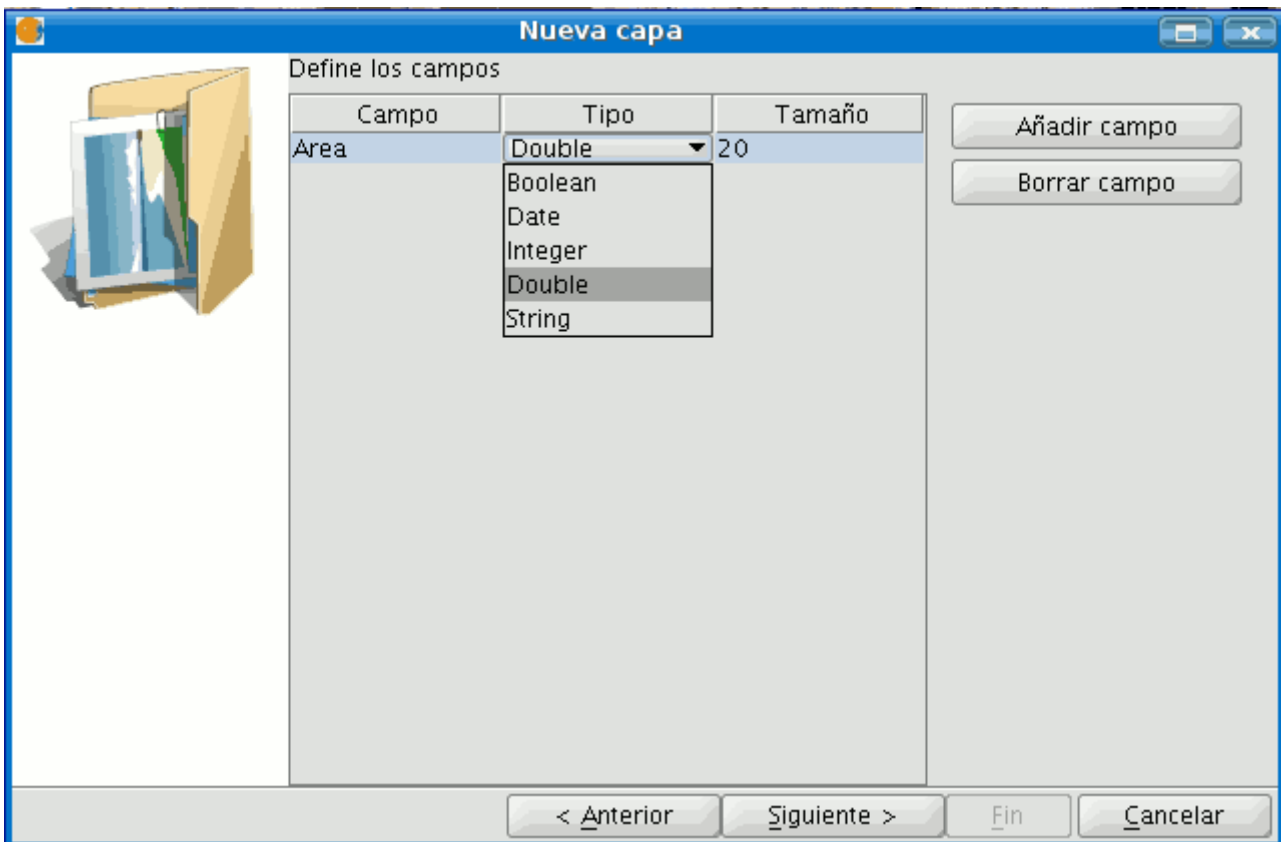 Nueva capa
Define los campos
Campo Tipo Tamaño
Area Double 20
Boolean
Date
Integer
Double
String
Añadir campo
Borrar campo
< Anterior Siguiente > Fin Cancelar